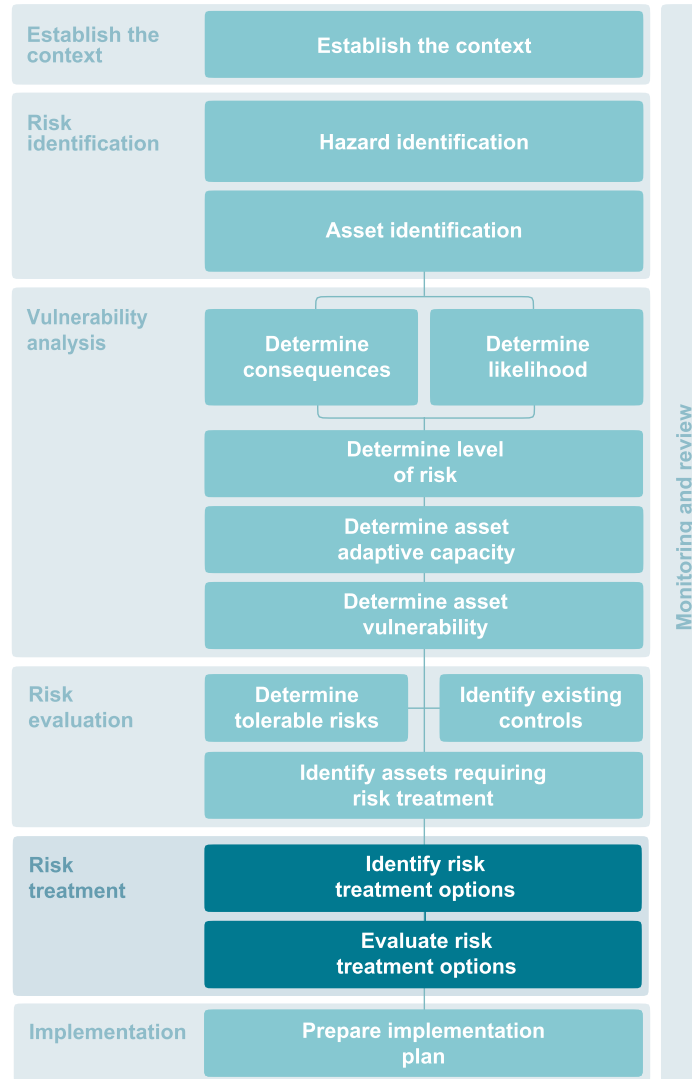 Establish the
context
Establish the context
Risk
identification
Hazard identification
Asset identification
Vulnerability
analysis
Determine
consequences
Determine
likelihood
Determine level
of risk
Determine asset
adaptive capacity
Determine asset
vulnerability
Risk
evaluation
Determine
tolerable risks
Identify existing
controls
Identify assets requiring
risk treatment
Risk
treatment
Identify risk
treatment options
Evaluate risk
treatment options
Implementation
Prepare implementation
plan
Monitoring and review